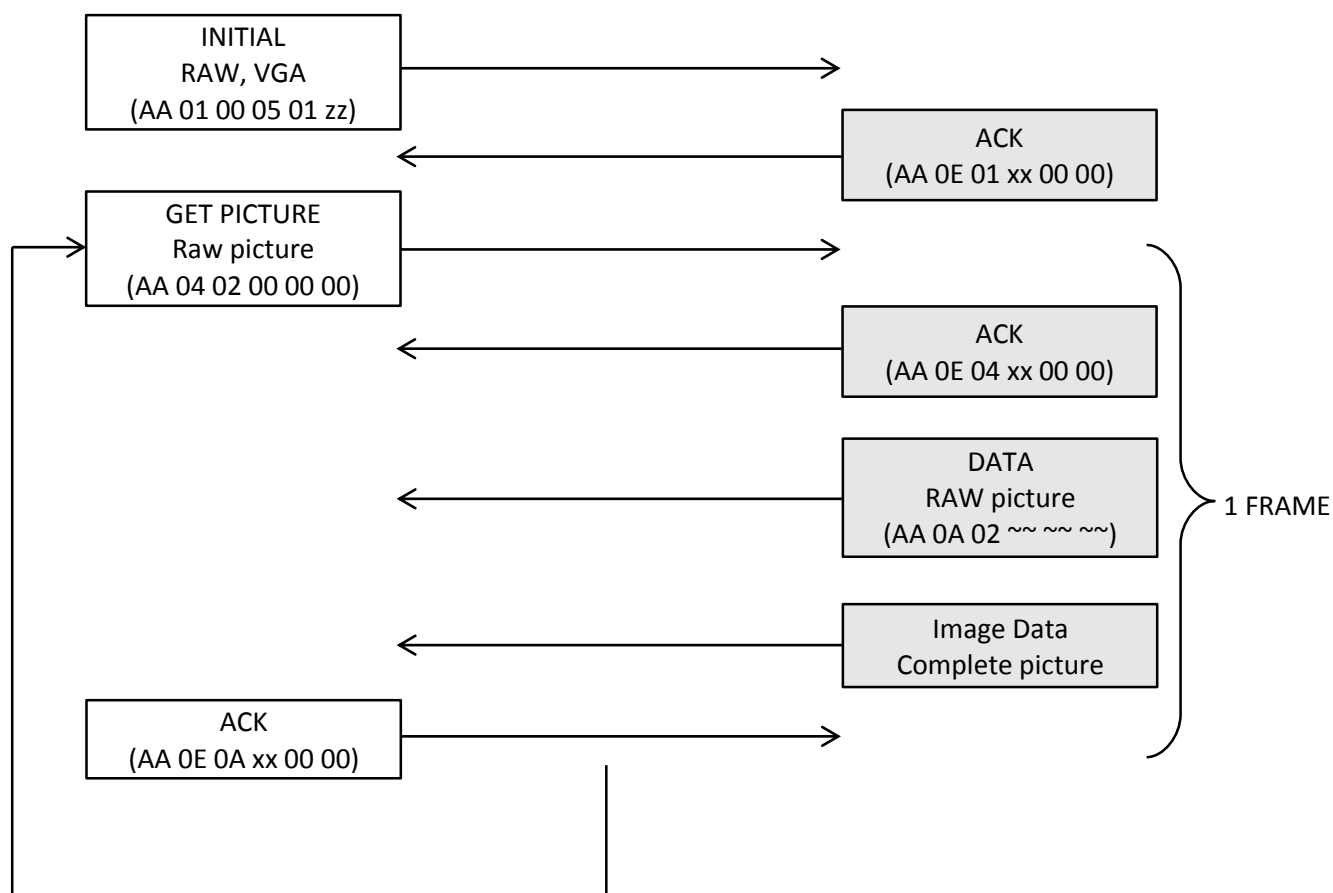 INITIAL
RAW, VGA
(AA 01 00 05 01 zz)
ACK
(AA 0E 01 xx 00 00)
GET PICTURE
Raw picture
(AA 04 02 00 00 00)
ACK
(AA 0E 04 xx 00 00)
DATA
RAW picture
(AA 0A 02 ~~ ~~ ~~)
1 FRAME
Image Data
Complete picture
ACK
(AA 0E 0A xx 00 00)